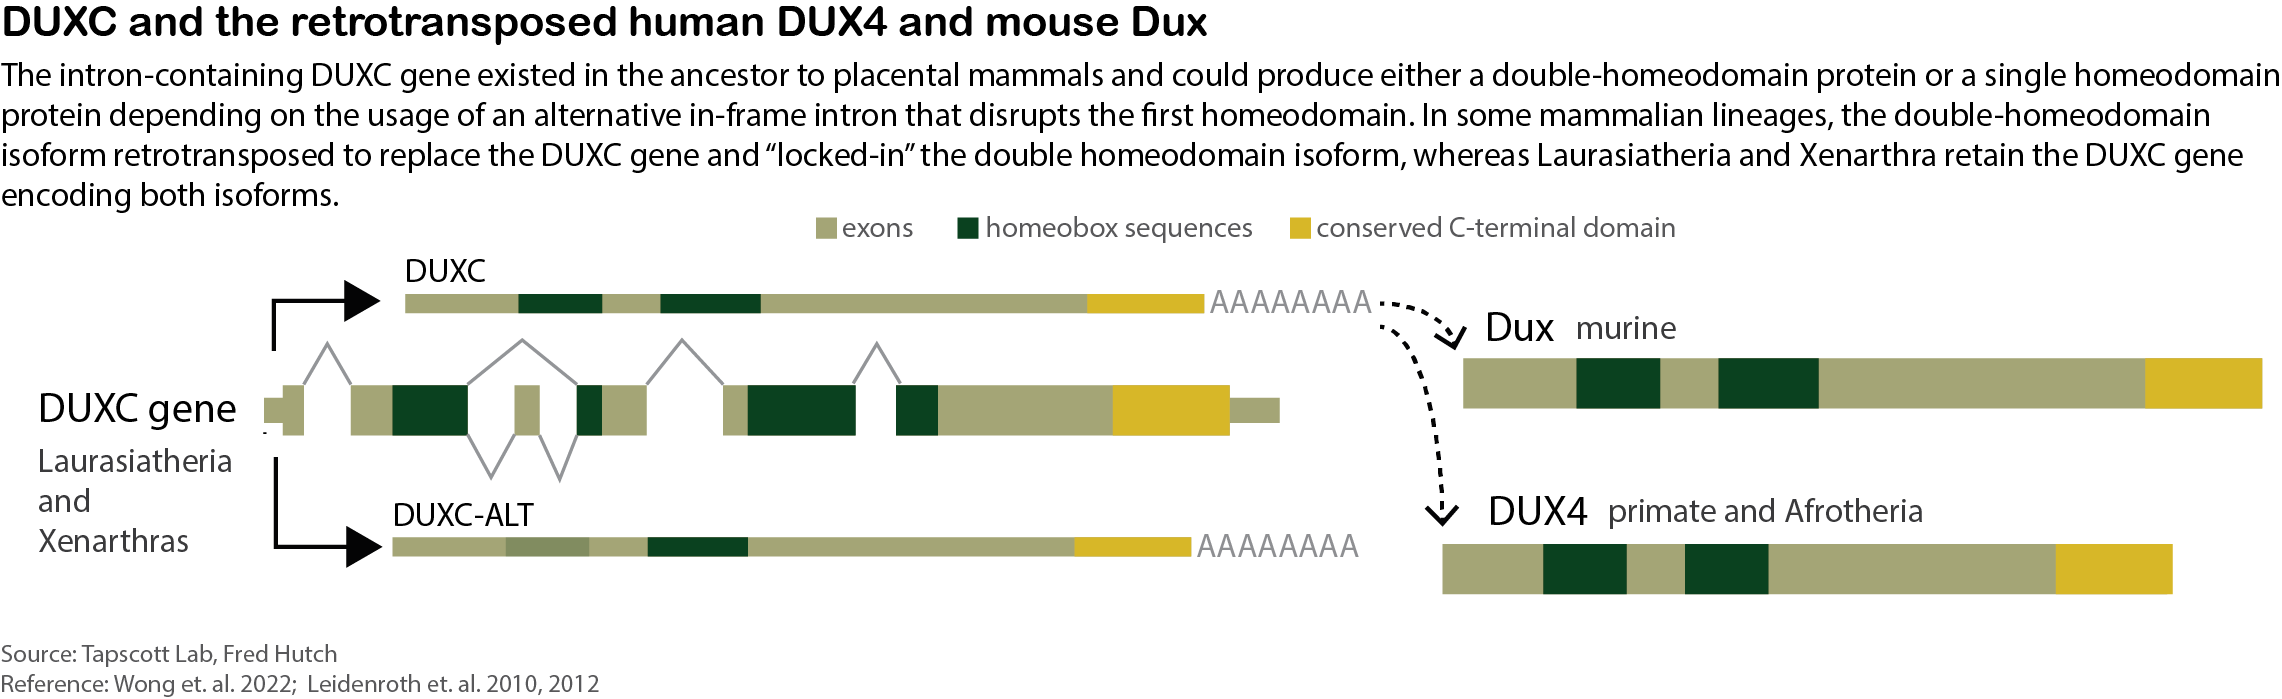 DUXC and the retrotransposed human DUX4 and mouse Dux
The intron-containing DUXC gene existed in the ancestor to placental mammals and could produce either a double-homeodomain protein or a single homeodomain
protein depending on the usage of an alternative in-frame intron that disrupts the first homeodomain. In some mammalian lineages, the double-homeodomain
isoform retrotransposed to replace the DUXC gene and “locked-in” the double homeodomain isoform, whereas Laurasiatheria and Xenarthra retain the DUXC gene
encoding both isoforms.
exons homeobox sequences conserved C-terminal domain
DUXC
AAAAAAAA
Dux murine
DUXC gene
Laurasiatheria
and
Xenarthras
DUXC-ALT
AAAAAAAA
DUX4 primate and Afrotheria
Source: Tapscott Lab, Fred Hutch
Reference: Wong et. al. 2022; Leidenroth et. al. 2010, 2012